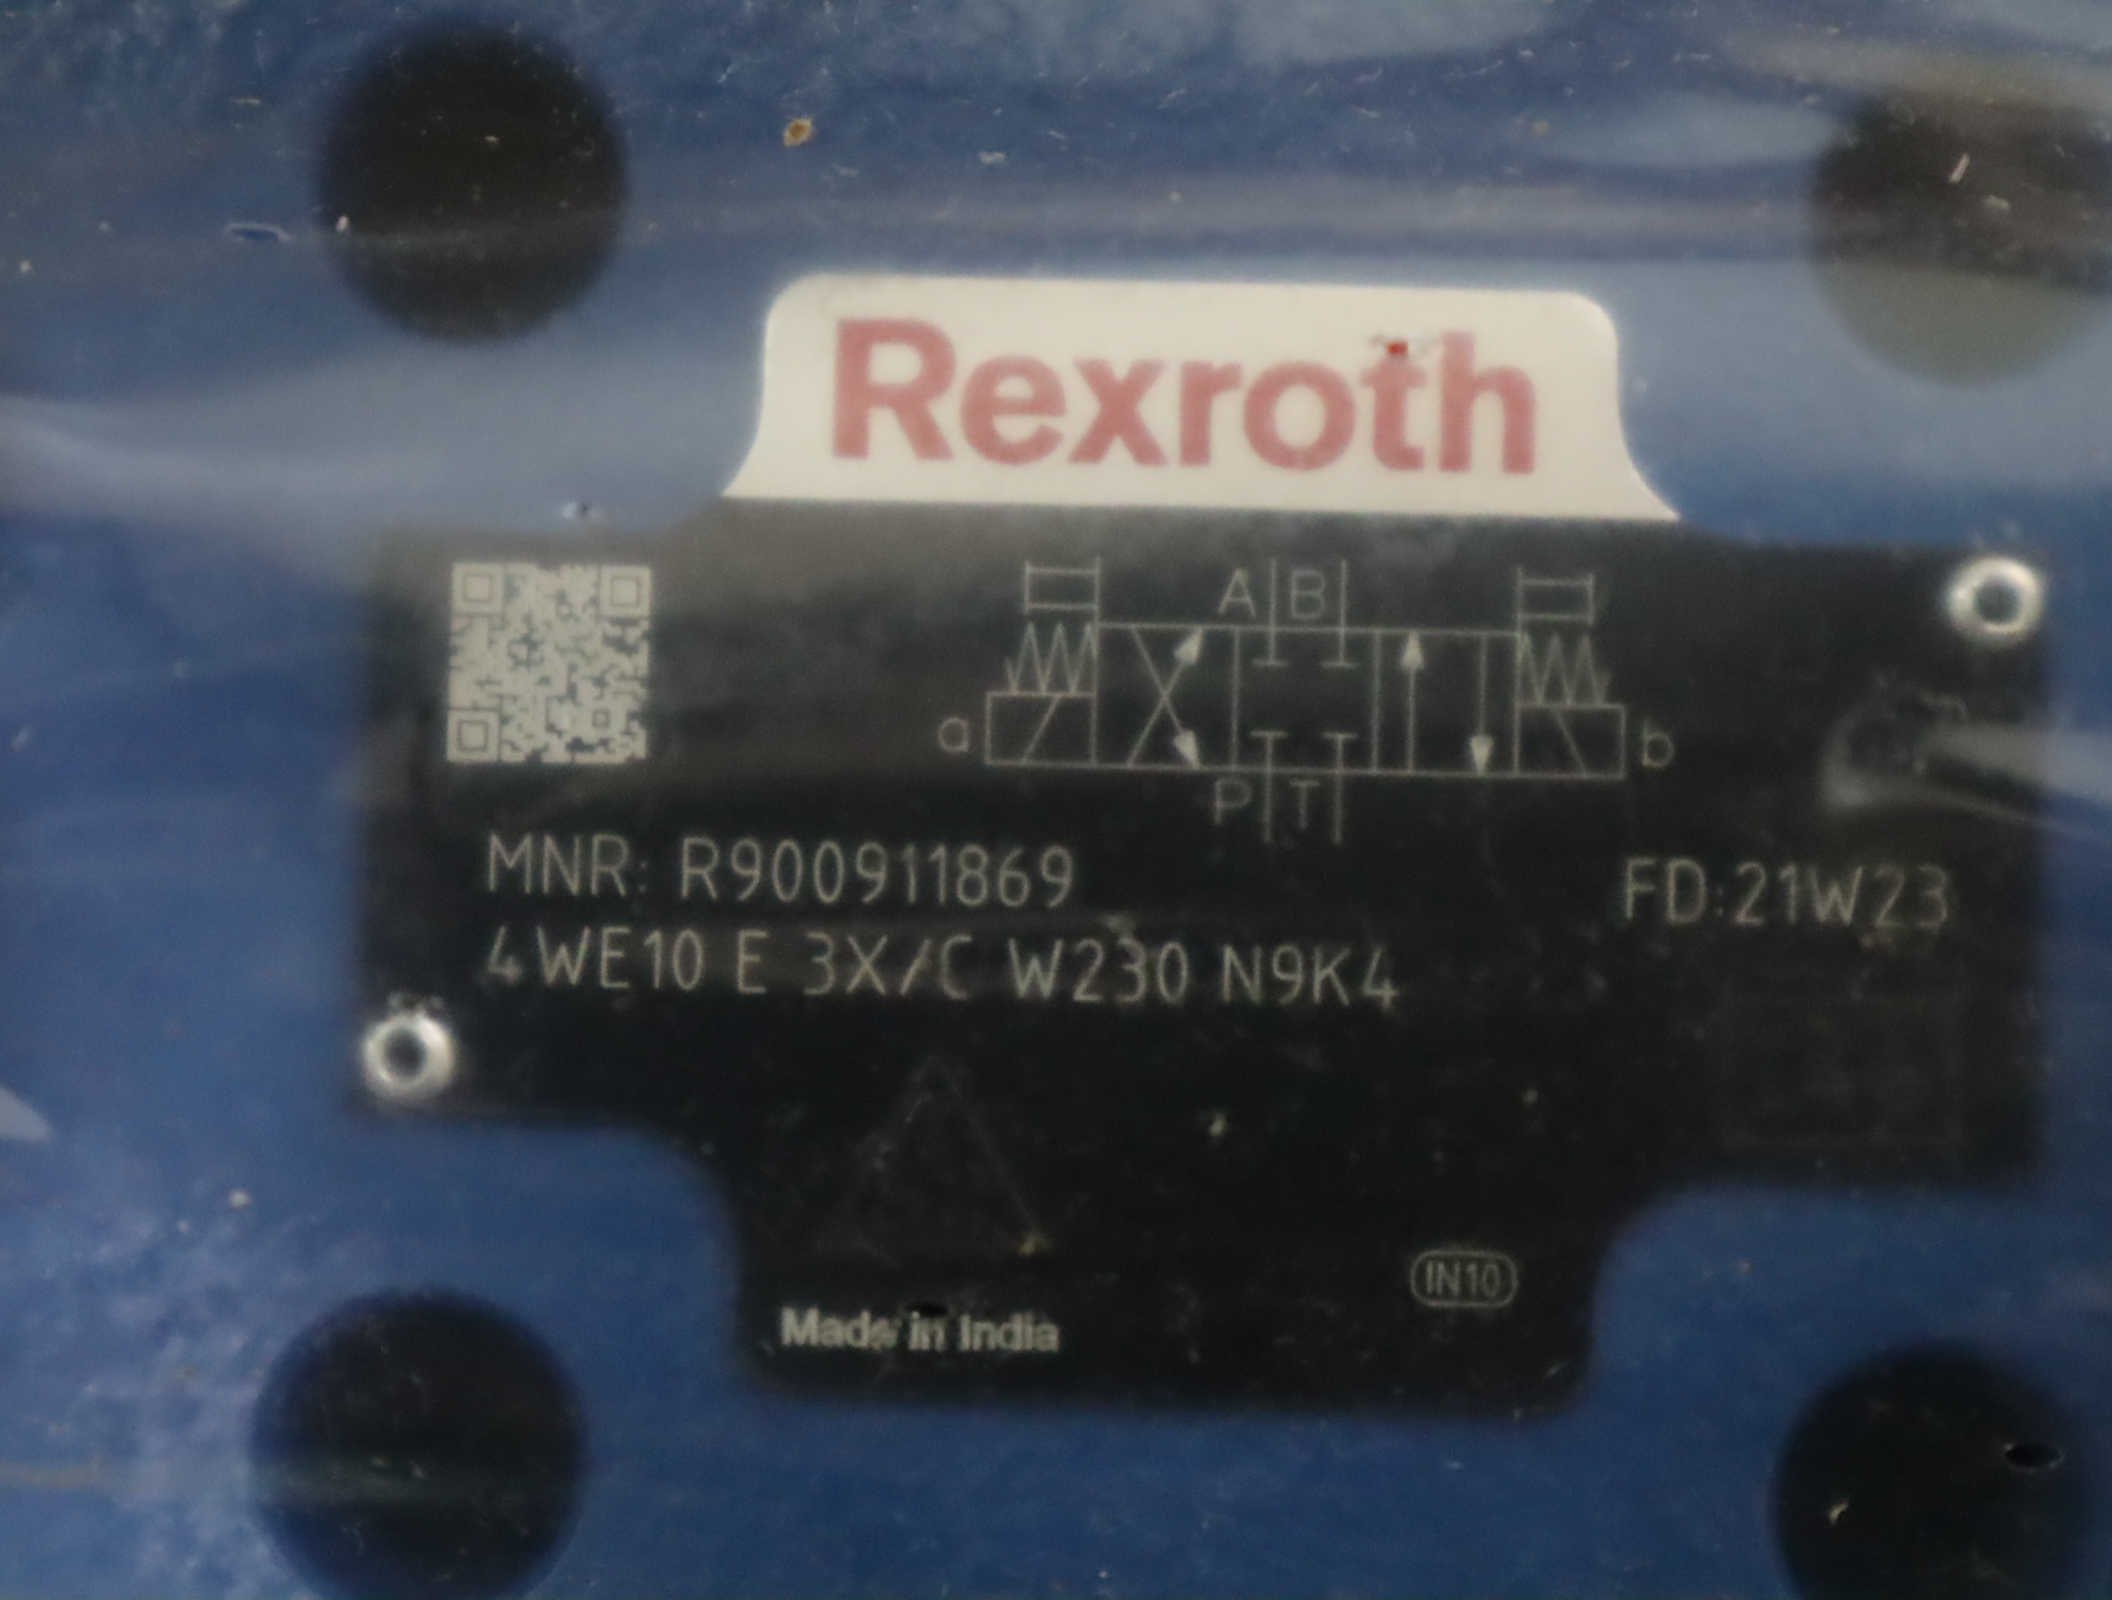 Rexroth
A B
a b
P T
MNR: R900911869 FD:21W23
4WE10 E 3X/C W230 N9K4
IN10
Made in India